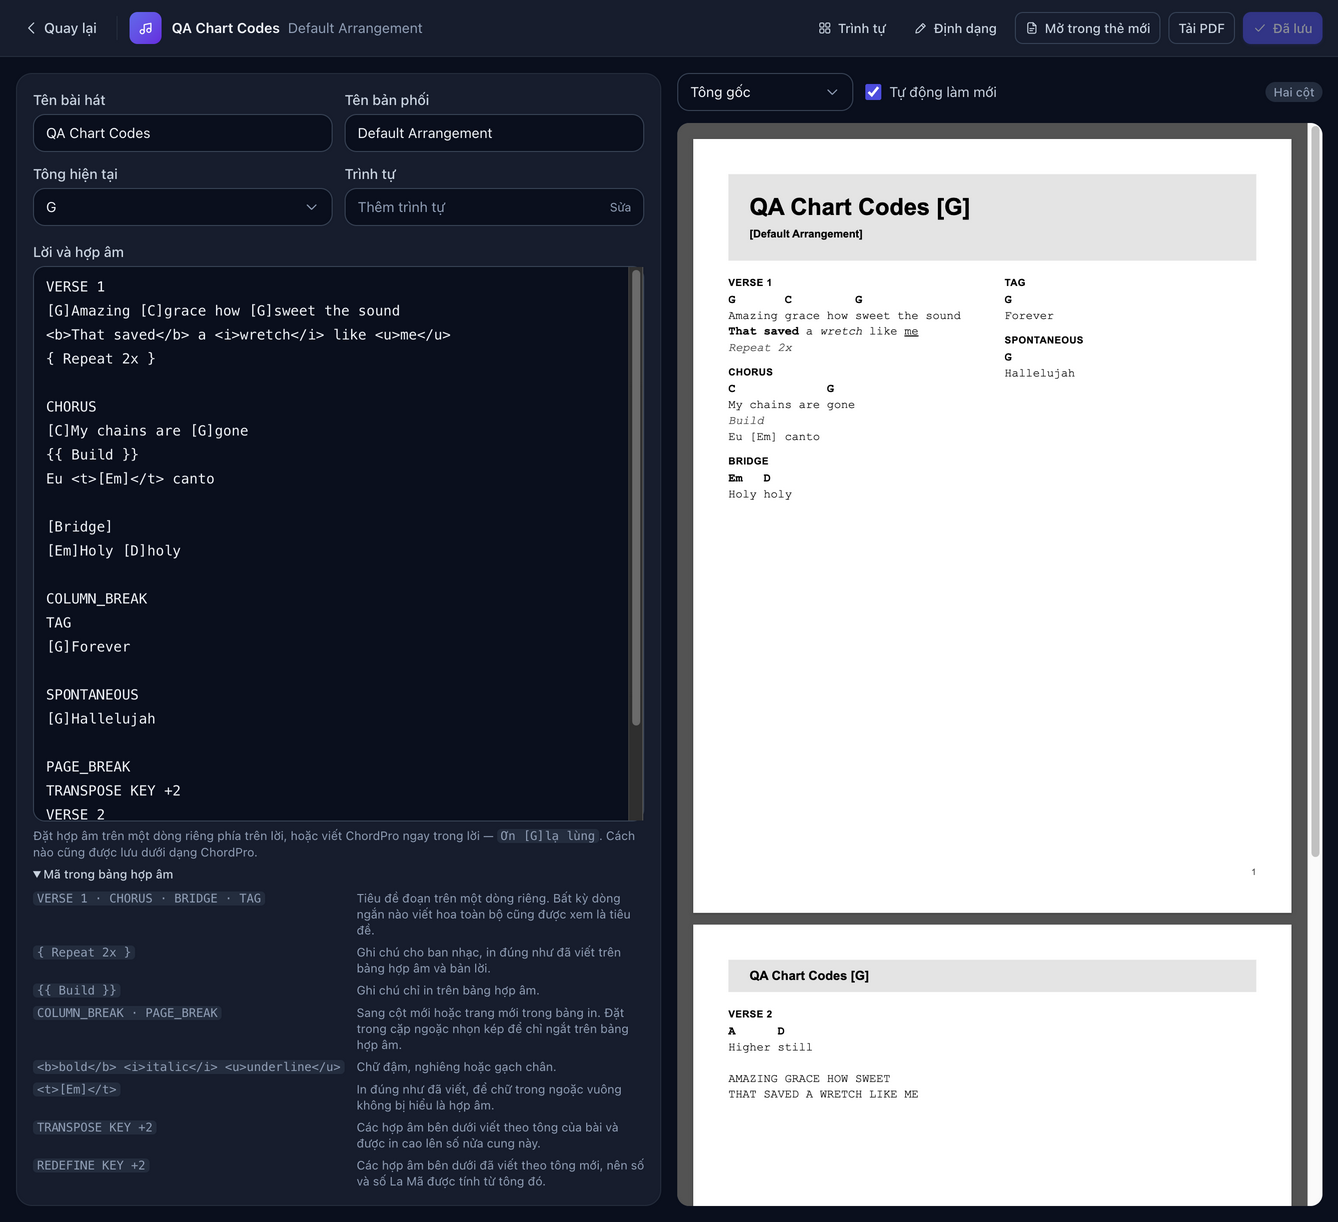 Quay lại
QA Chart Codes Default Arrangement
Trình tự
Định dạng
Mở trong thẻ mới
Tải PDF
Đã lưu
Tên bài hát
Tên bản phối
QA Chart Codes
Default Arrangement
Tông hiện tại
Trình tự
G
Thêm trình tự
Sửa
Lời và hợp âm
VERSE 1
[G]Amazing [C]grace how [G]sweet the sound
<b>That saved</b> a <i>wretch</i> like <u>me</u>
{ Repeat 2x }
CHORUS
[C]My chains are [G]gone
{{ Build }}
Eu <t>[Em]</t> canto
[Bridge]
[Em]Holy [D]holy
COLUMN_BREAK
TAG
[G]Forever
SPONTANEOUS
[G]Hallelujah
PAGE_BREAK
TRANSPOSE KEY +2
VERSE 2
Đặt hợp âm trên một dòng riêng phía trên lời, hoặc viết ChordPro ngay trong lời — Ơn [G]lạ lùng. Cách
nào cũng được lưu dưới dạng ChordPro.
Mã trong bảng hợp âm
VERSE 1 · CHORUS · BRIDGE · TAG
Tiêu đề đoạn trên một dòng riêng. Bất kỳ dòng
ngắn nào viết hoa toàn bộ cũng được xem là tiêu
đề.
{ Repeat 2x }
Ghi chú cho ban nhạc, in đúng như đã viết trên
bảng hợp âm và bản lời.
{{ Build }}
Ghi chú chỉ in trên bảng hợp âm.
COLUMN_BREAK · PAGE_BREAK
Sang cột mới hoặc trang mới trong bảng in. Đặt
trong cặp ngoặc nhọn kép để chỉ ngắt trên bảng
hợp âm.
<b>bold</b> <i>italic</i> <u>underline</u>
Chữ đậm, nghiêng hoặc gạch chân.
<t>[Em]</t>
In đúng như đã viết, để chữ trong ngoặc vuông
không bị hiểu là hợp âm.
TRANSPOSE KEY +2
Các hợp âm bên dưới viết theo tông của bài và
được in cao lên số nửa cung này.
REDEFINE KEY +2
Các hợp âm bên dưới đã viết theo tông mới, nên số
và số La Mã được tính từ tông đó.
Tông gốc
Tự động làm mới
Hai cột
QA Chart Codes [G]
[Default Arrangement]
VERSE 1
G C G
Amazing grace how sweet the sound
That saved a wretch like me
Repeat 2x
CHORUS
C G
My chains are gone
Build
Eu [Em] canto
BRIDGE
Em D
Holy holy
TAG
G
Forever
SPONTANEOUS
G
Hallelujah
1
QA Chart Codes [G]
VERSE 2
A D
Higher still
AMAZING GRACE HOW SWEET
THAT SAVED A WRETCH LIKE ME